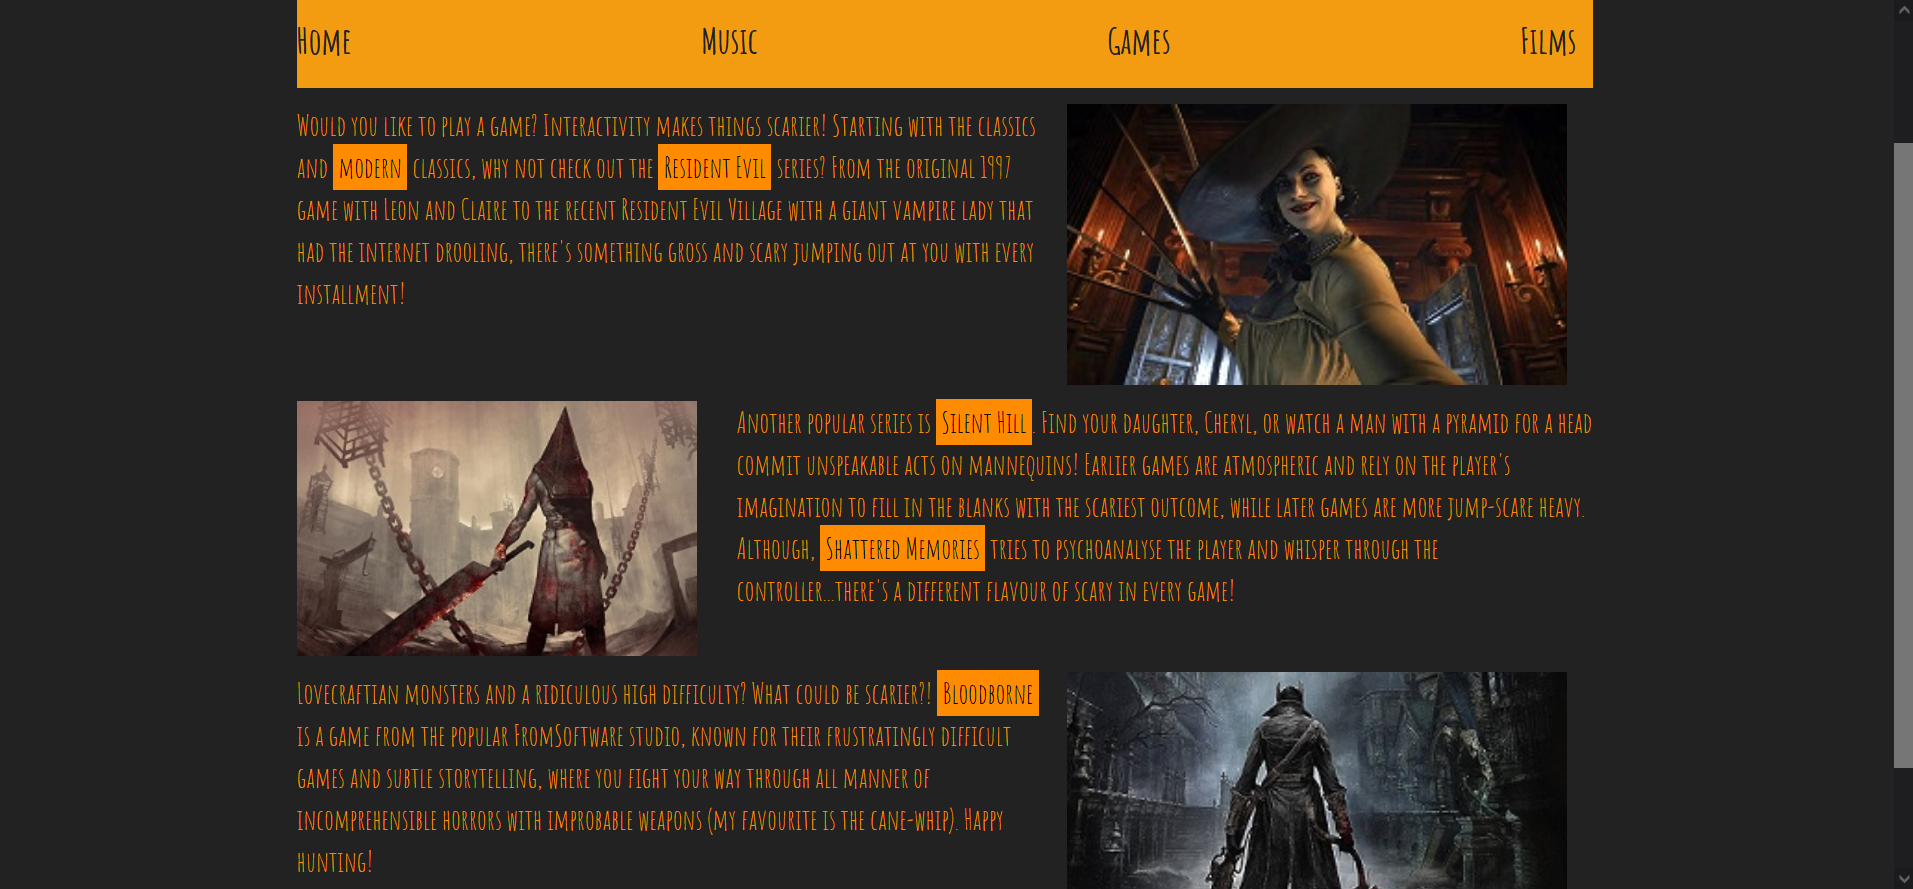 Home Music Games Films
Would you like to play a game? Interactivity makes things scarier! Starting with the classics
and modern classics, why not check out the Resident Evil series? From the original 1997
game with Leon and Claire to the recent Resident Evil Village with a giant vampire lady that
had the internet drooling, there's something gross and scary jumping out at you with every
installment!
Another popular series is Silent Hill. Find your daughter, Cheryl, or watch a man with a pyramid for a head
commit unspeakable acts on mannequins! Earlier games are atmospheric and rely on the player's
imagination to fill in the blanks with the scariest outcome, while later games are more jump-scare heavy.
Although, Shattered Memories tries to psychoanalyse the player and whisper through the
controller...there's a different flavour of scary in every game!
Lovecraftian monsters and a ridiculous high difficulty? What could be scarier?! Bloodborne
is a game from the popular FromSoftware studio, known for their frustratingly difficult
games and subtle storytelling, where you fight your way through all manner of
incomprehensible horrors with improbable weapons (my favourite is the cane-whip). Happy
hunting!